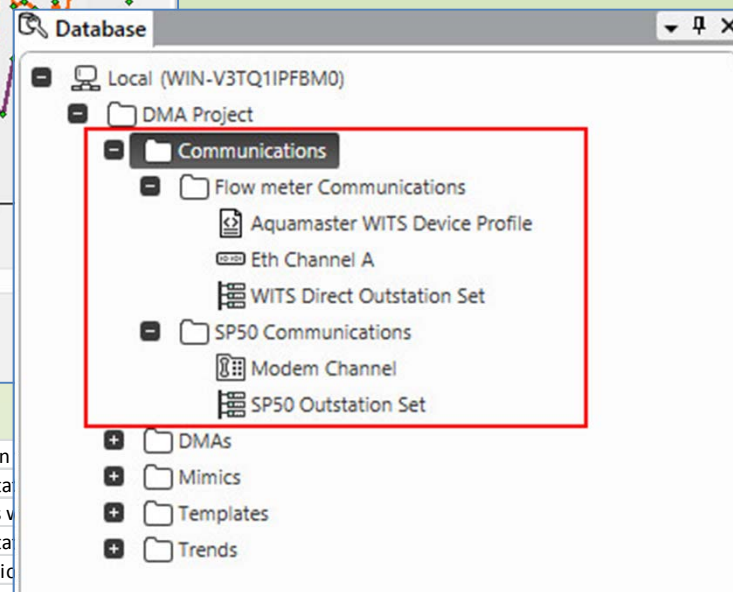 Database
Local (WIN-V3TQ1IPFBM0)
DMA Project
Communications
Flow meter Communications
Aquamaster WITS Device Profile
Eth Channel A
WITS Direct Outstation Set
SP50 Communications
Modem Channel
SP50 Outstation Set
DMAs
Mimics
Templates
Trends